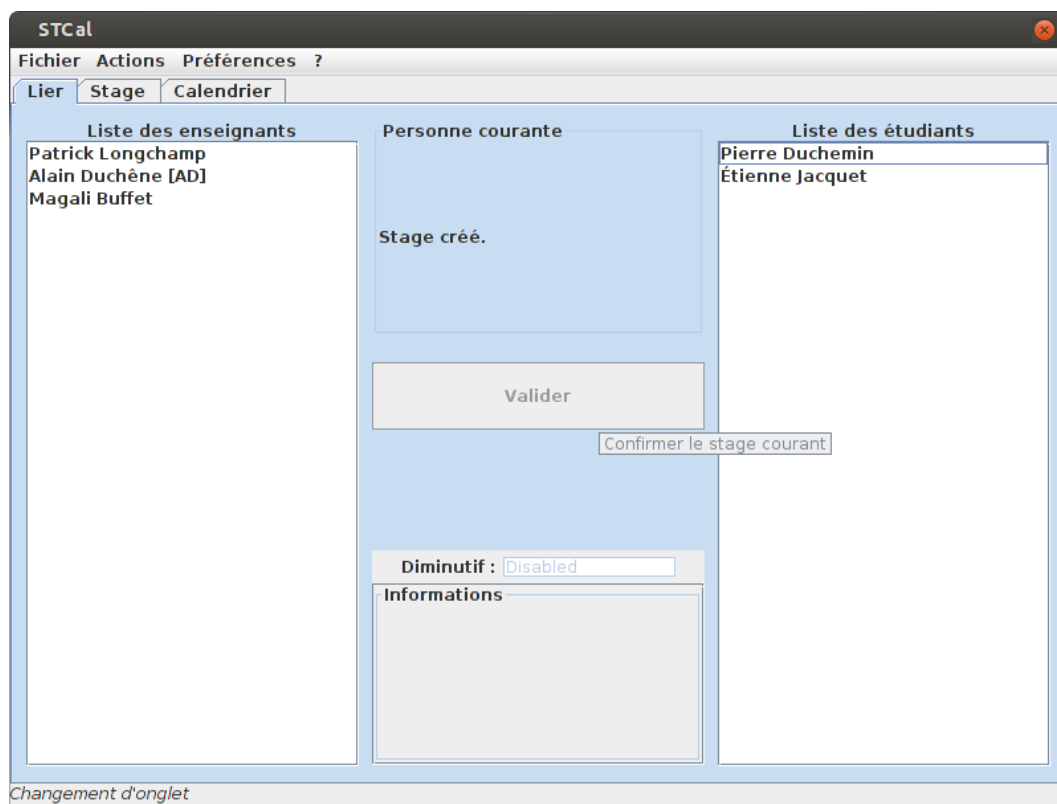 STCal
Fichier Actions Préférences ?
Lier Stage Calendrier
Liste des enseignants
Patrick Longchamp
Alain Duchêne [AD]
Magali Buffet
Personne courante
Stage créé.
Valider
Confirmer le stage courant
Diminutif : Disabled
Informations
Liste des étudiants
Pierre Duchemin
Étienne Jacquet
Changement d'onglet